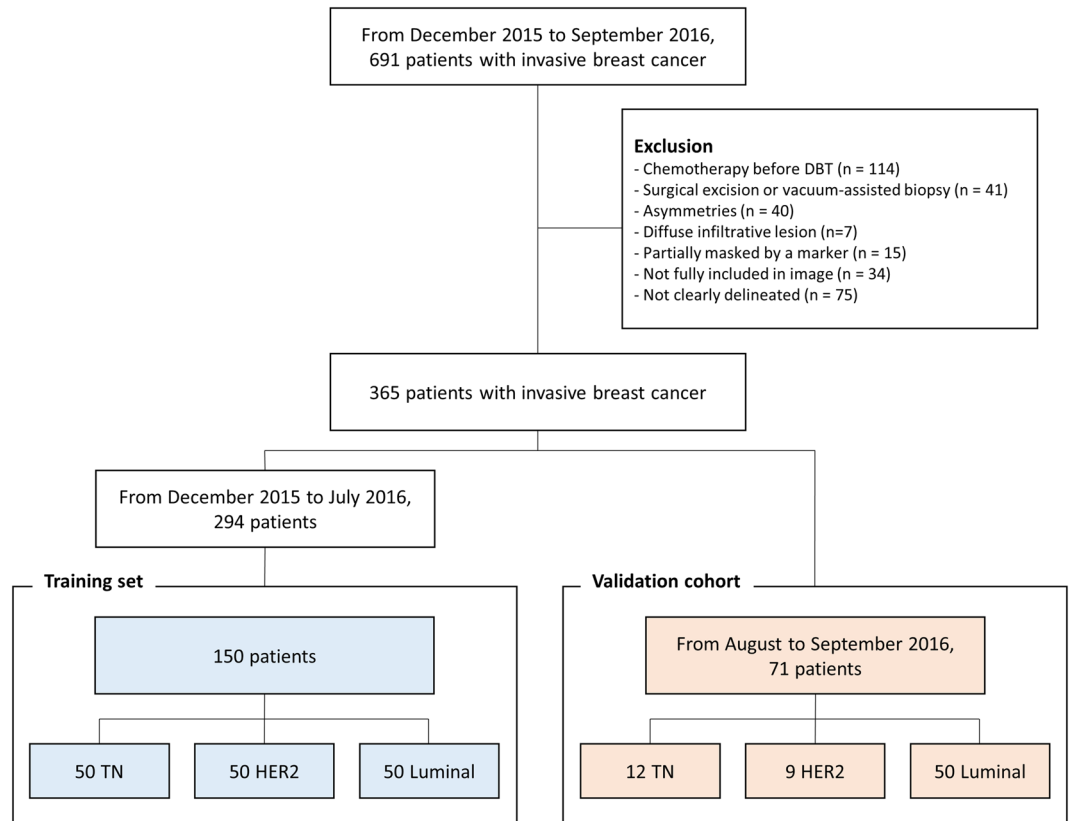 From December 2015 to September 2016,
691 patients with invasive breast cancer
Exclusion
- Chemotherapy before DBT (n = 114)
- Surgical excision or vacuum-assisted biopsy (n = 41)
- Asymmetries (n = 40)
- Diffuse infiltrative lesion (n=7)
- Partially masked by a marker (n = 15)
- Not fully included in image (n = 34)
- Not clearly delineated (n = 75)
365 patients with invasive breast cancer
From December 2015 to July 2016,
294 patients
Training set
150 patients
50 TN
50 HER2
50 Luminal
Validation cohort
From August to September 2016,
71 patients
12 TN
9 HER2
50 Luminal